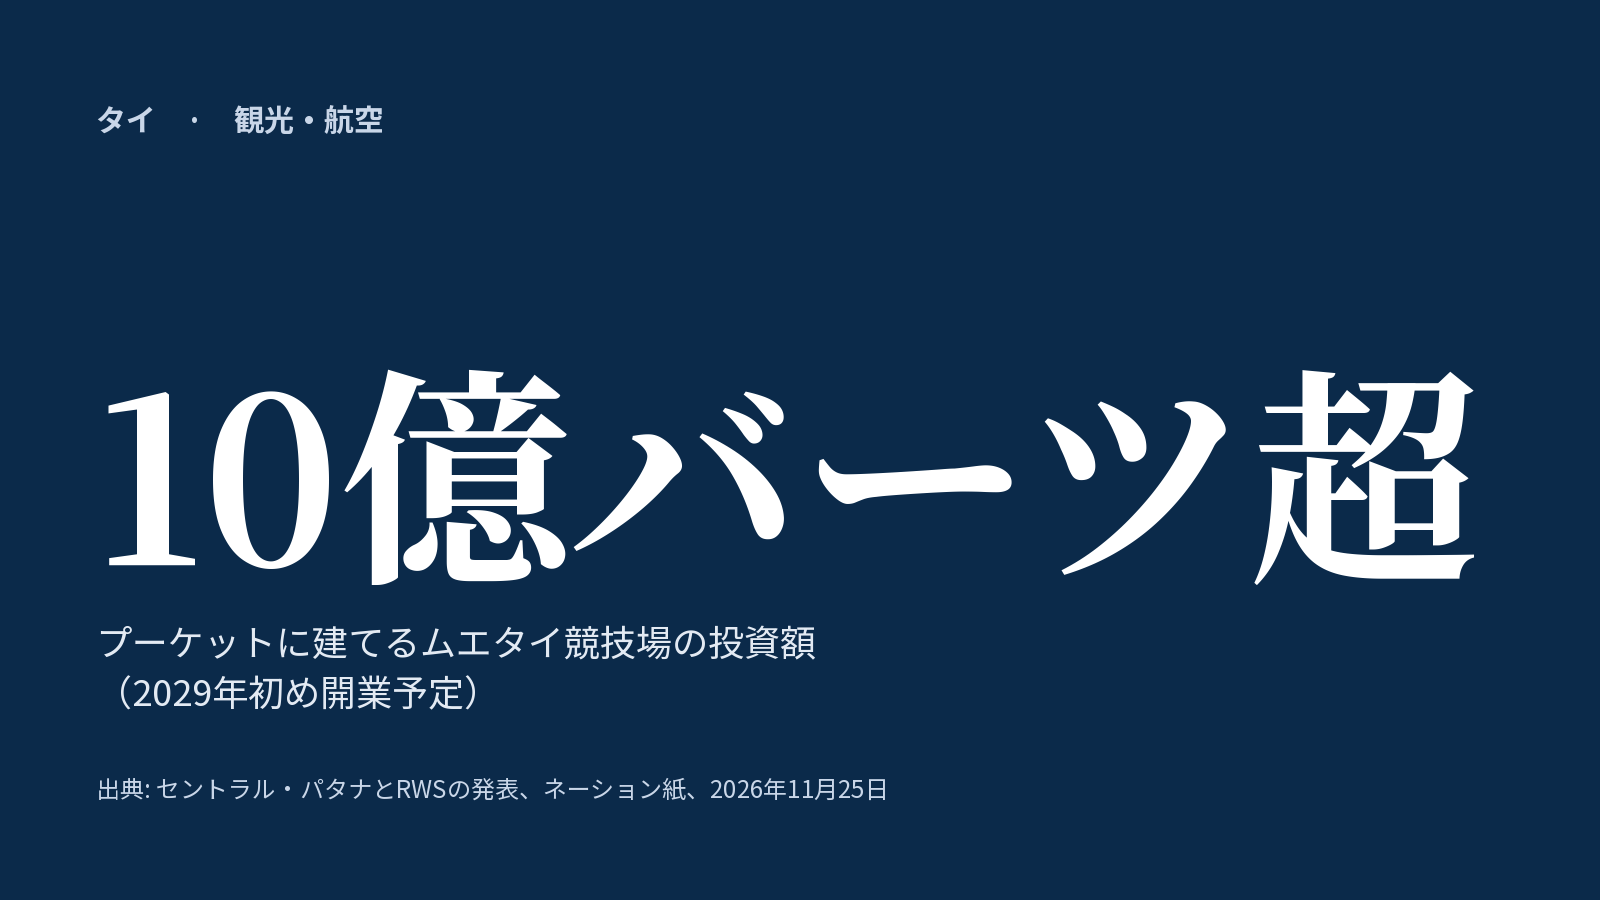 タイ · 観光・航空
10億バーツ超
プーケットに建てるムエタイ競技場の投資額
（2029年初め開業予定）
出典: セントラル・パタナとRWSの発表、ネーション紙、2026年11月25日